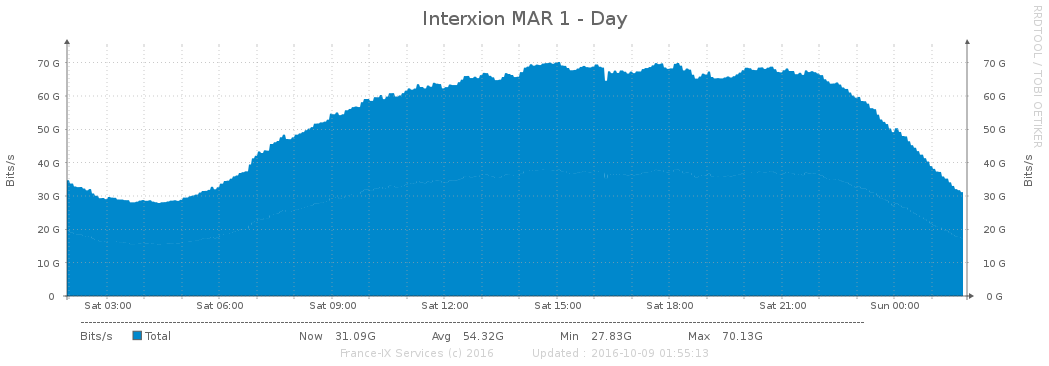 Interxion MAR 1 - Day
RRDTOOL / TOBI OETIKER
Bits/s
70 G
60 G
50 G
40 G
30 G
20 G
10 G
0
70 G
60 G
50 G
40 G
30 G
20 G
10 G
0 G
Bits/s
Sat 03:00 Sat 06:00 Sat 09:00 Sat 12:00 Sat 15:00 Sat 18:00 Sat 21:00 Sun 00:00
Bits/s Total Now 31.09G Avg 54.32G Min 27.83G Max 70.13G
France-IX Services (c) 2016 Updated : 2016-10-09 01:55:13